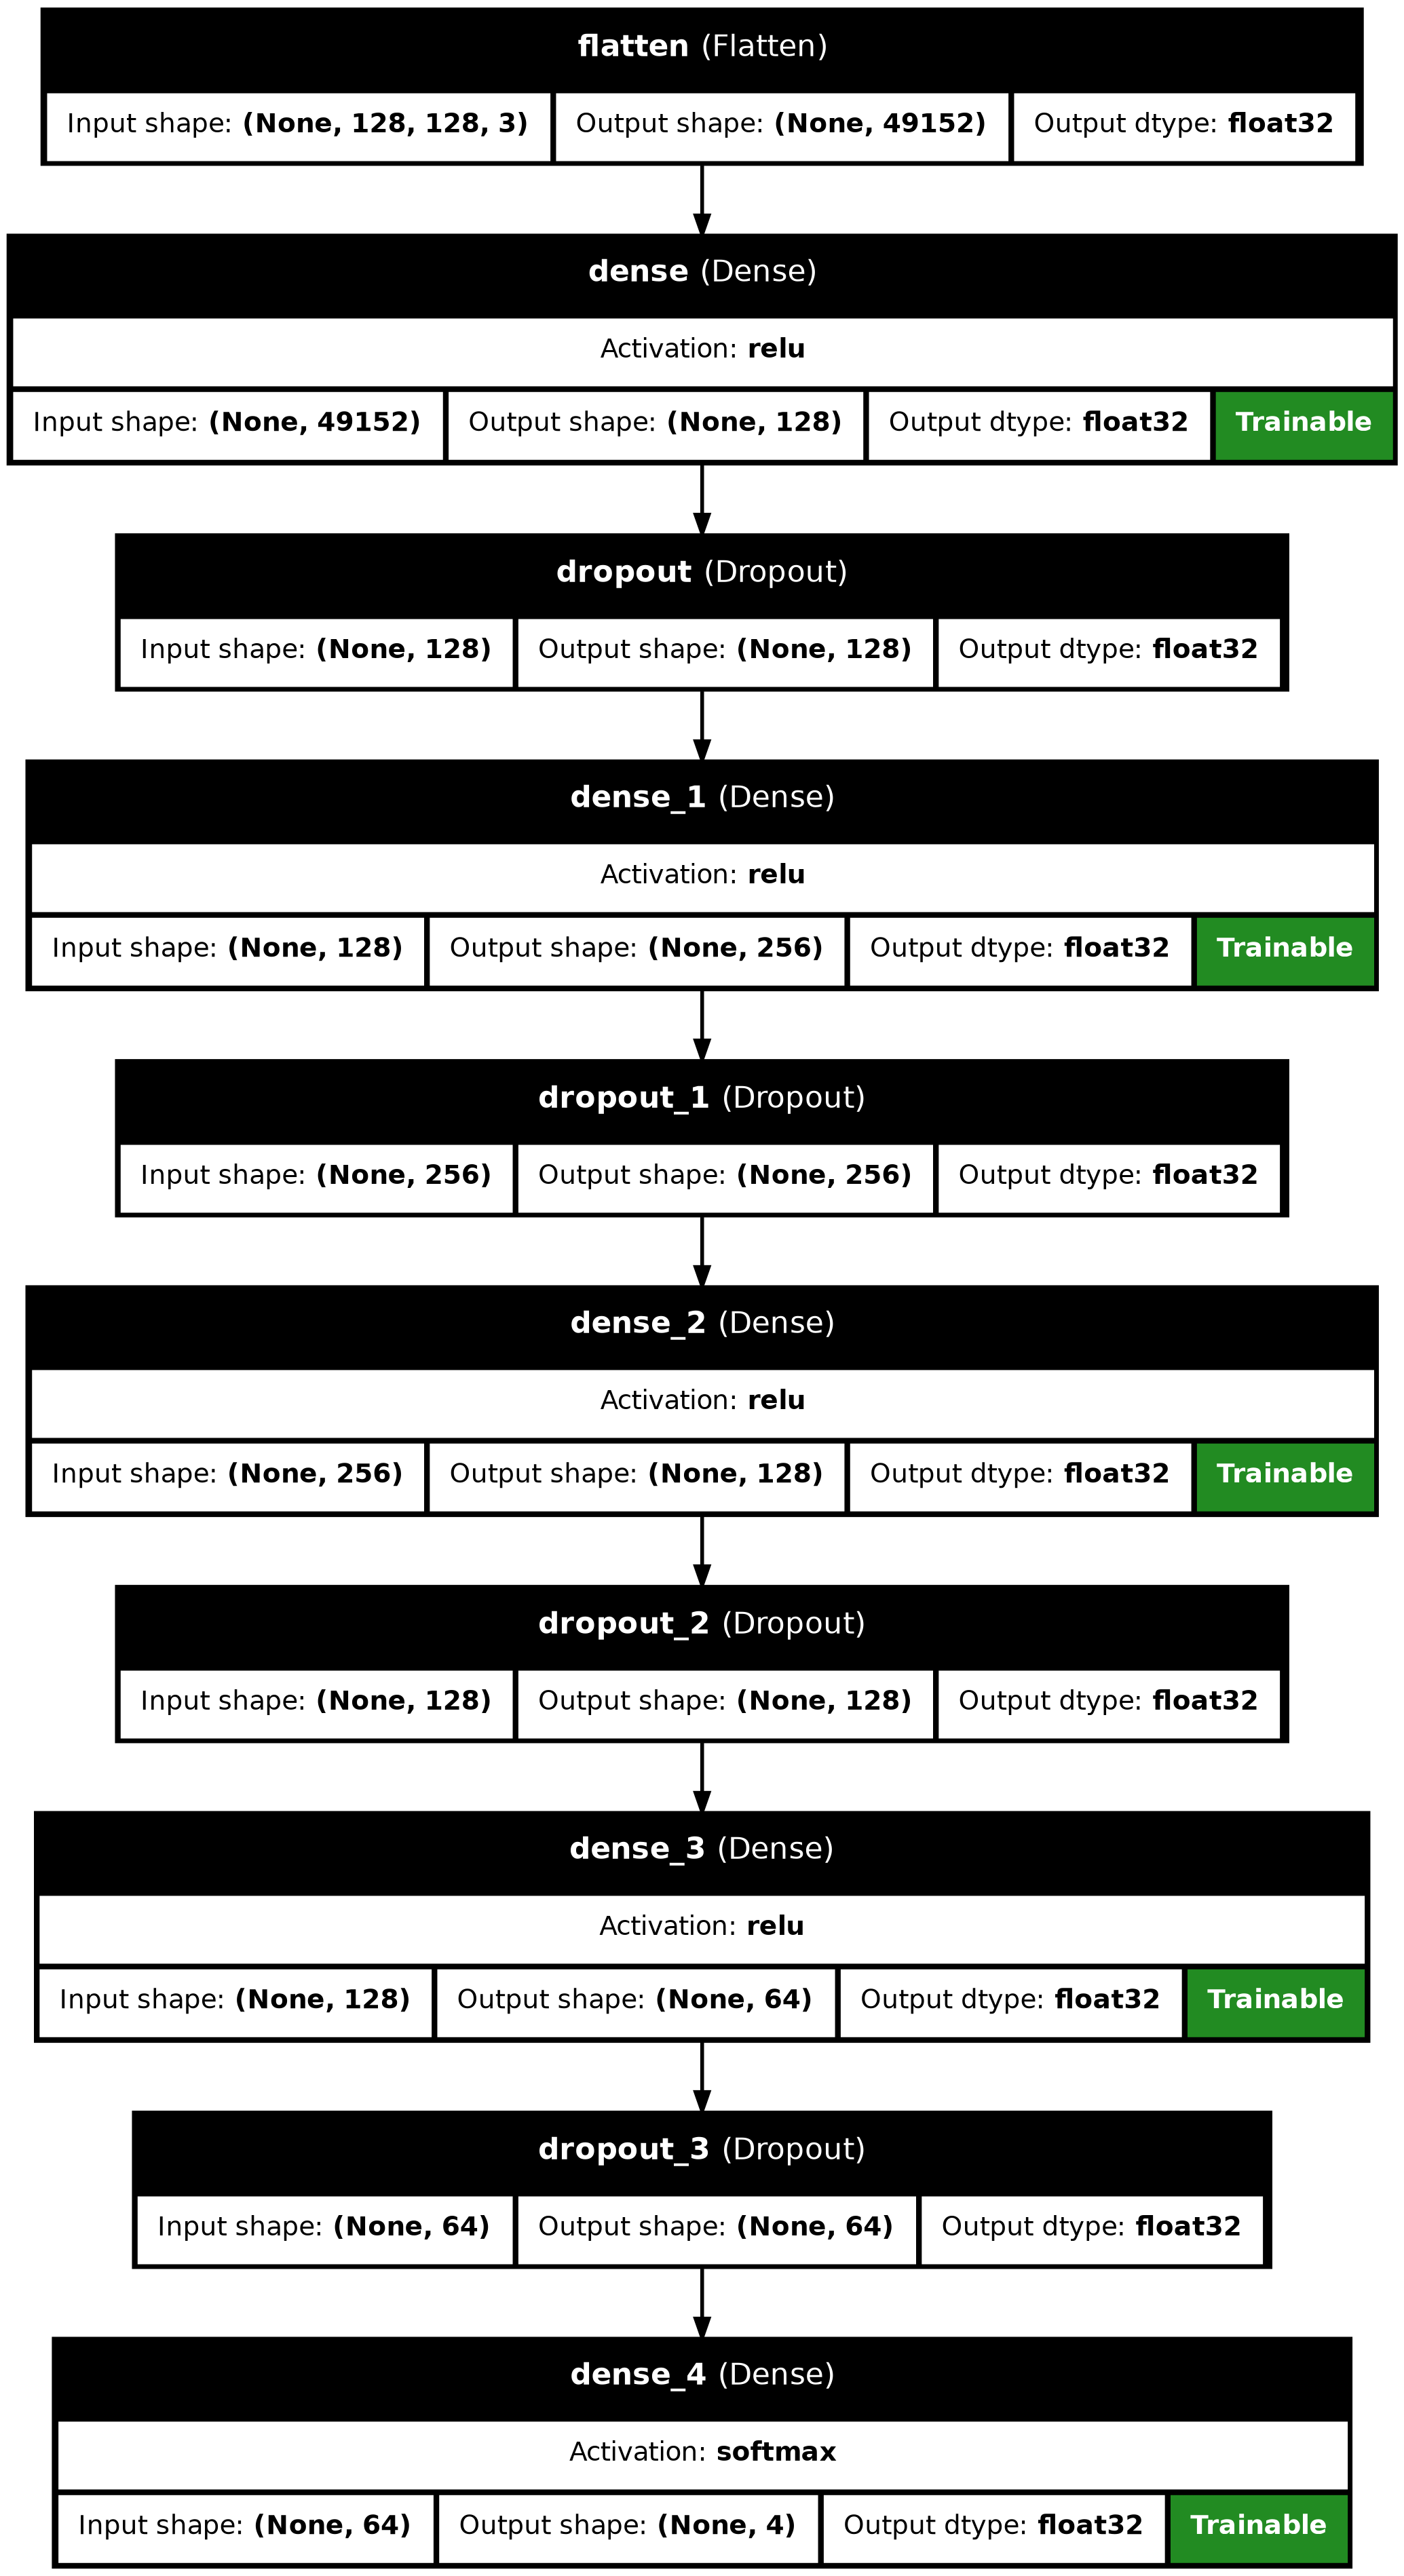 flatten (Flatten)
Input shape: (None, 128, 128, 3) Output shape: (None, 49152) Output dtype: float32
dense (Dense)
Activation: relu
Input shape: (None, 49152) Output shape: (None, 128) Output dtype: float32 Trainable
dropout (Dropout)
Input shape: (None, 128) Output shape: (None, 128) Output dtype: float32
dense_1 (Dense)
Activation: relu
Input shape: (None, 128) Output shape: (None, 256) Output dtype: float32 Trainable
dropout_1 (Dropout)
Input shape: (None, 256) Output shape: (None, 256) Output dtype: float32
dense_2 (Dense)
Activation: relu
Input shape: (None, 256) Output shape: (None, 128) Output dtype: float32 Trainable
dropout_2 (Dropout)
Input shape: (None, 128) Output shape: (None, 128) Output dtype: float32
dense_3 (Dense)
Activation: relu
Input shape: (None, 128) Output shape: (None, 64) Output dtype: float32 Trainable
dropout_3 (Dropout)
Input shape: (None, 64) Output shape: (None, 64) Output dtype: float32
dense_4 (Dense)
Activation: softmax
Input shape: (None, 64) Output shape: (None, 4) Output dtype: float32 Trainable